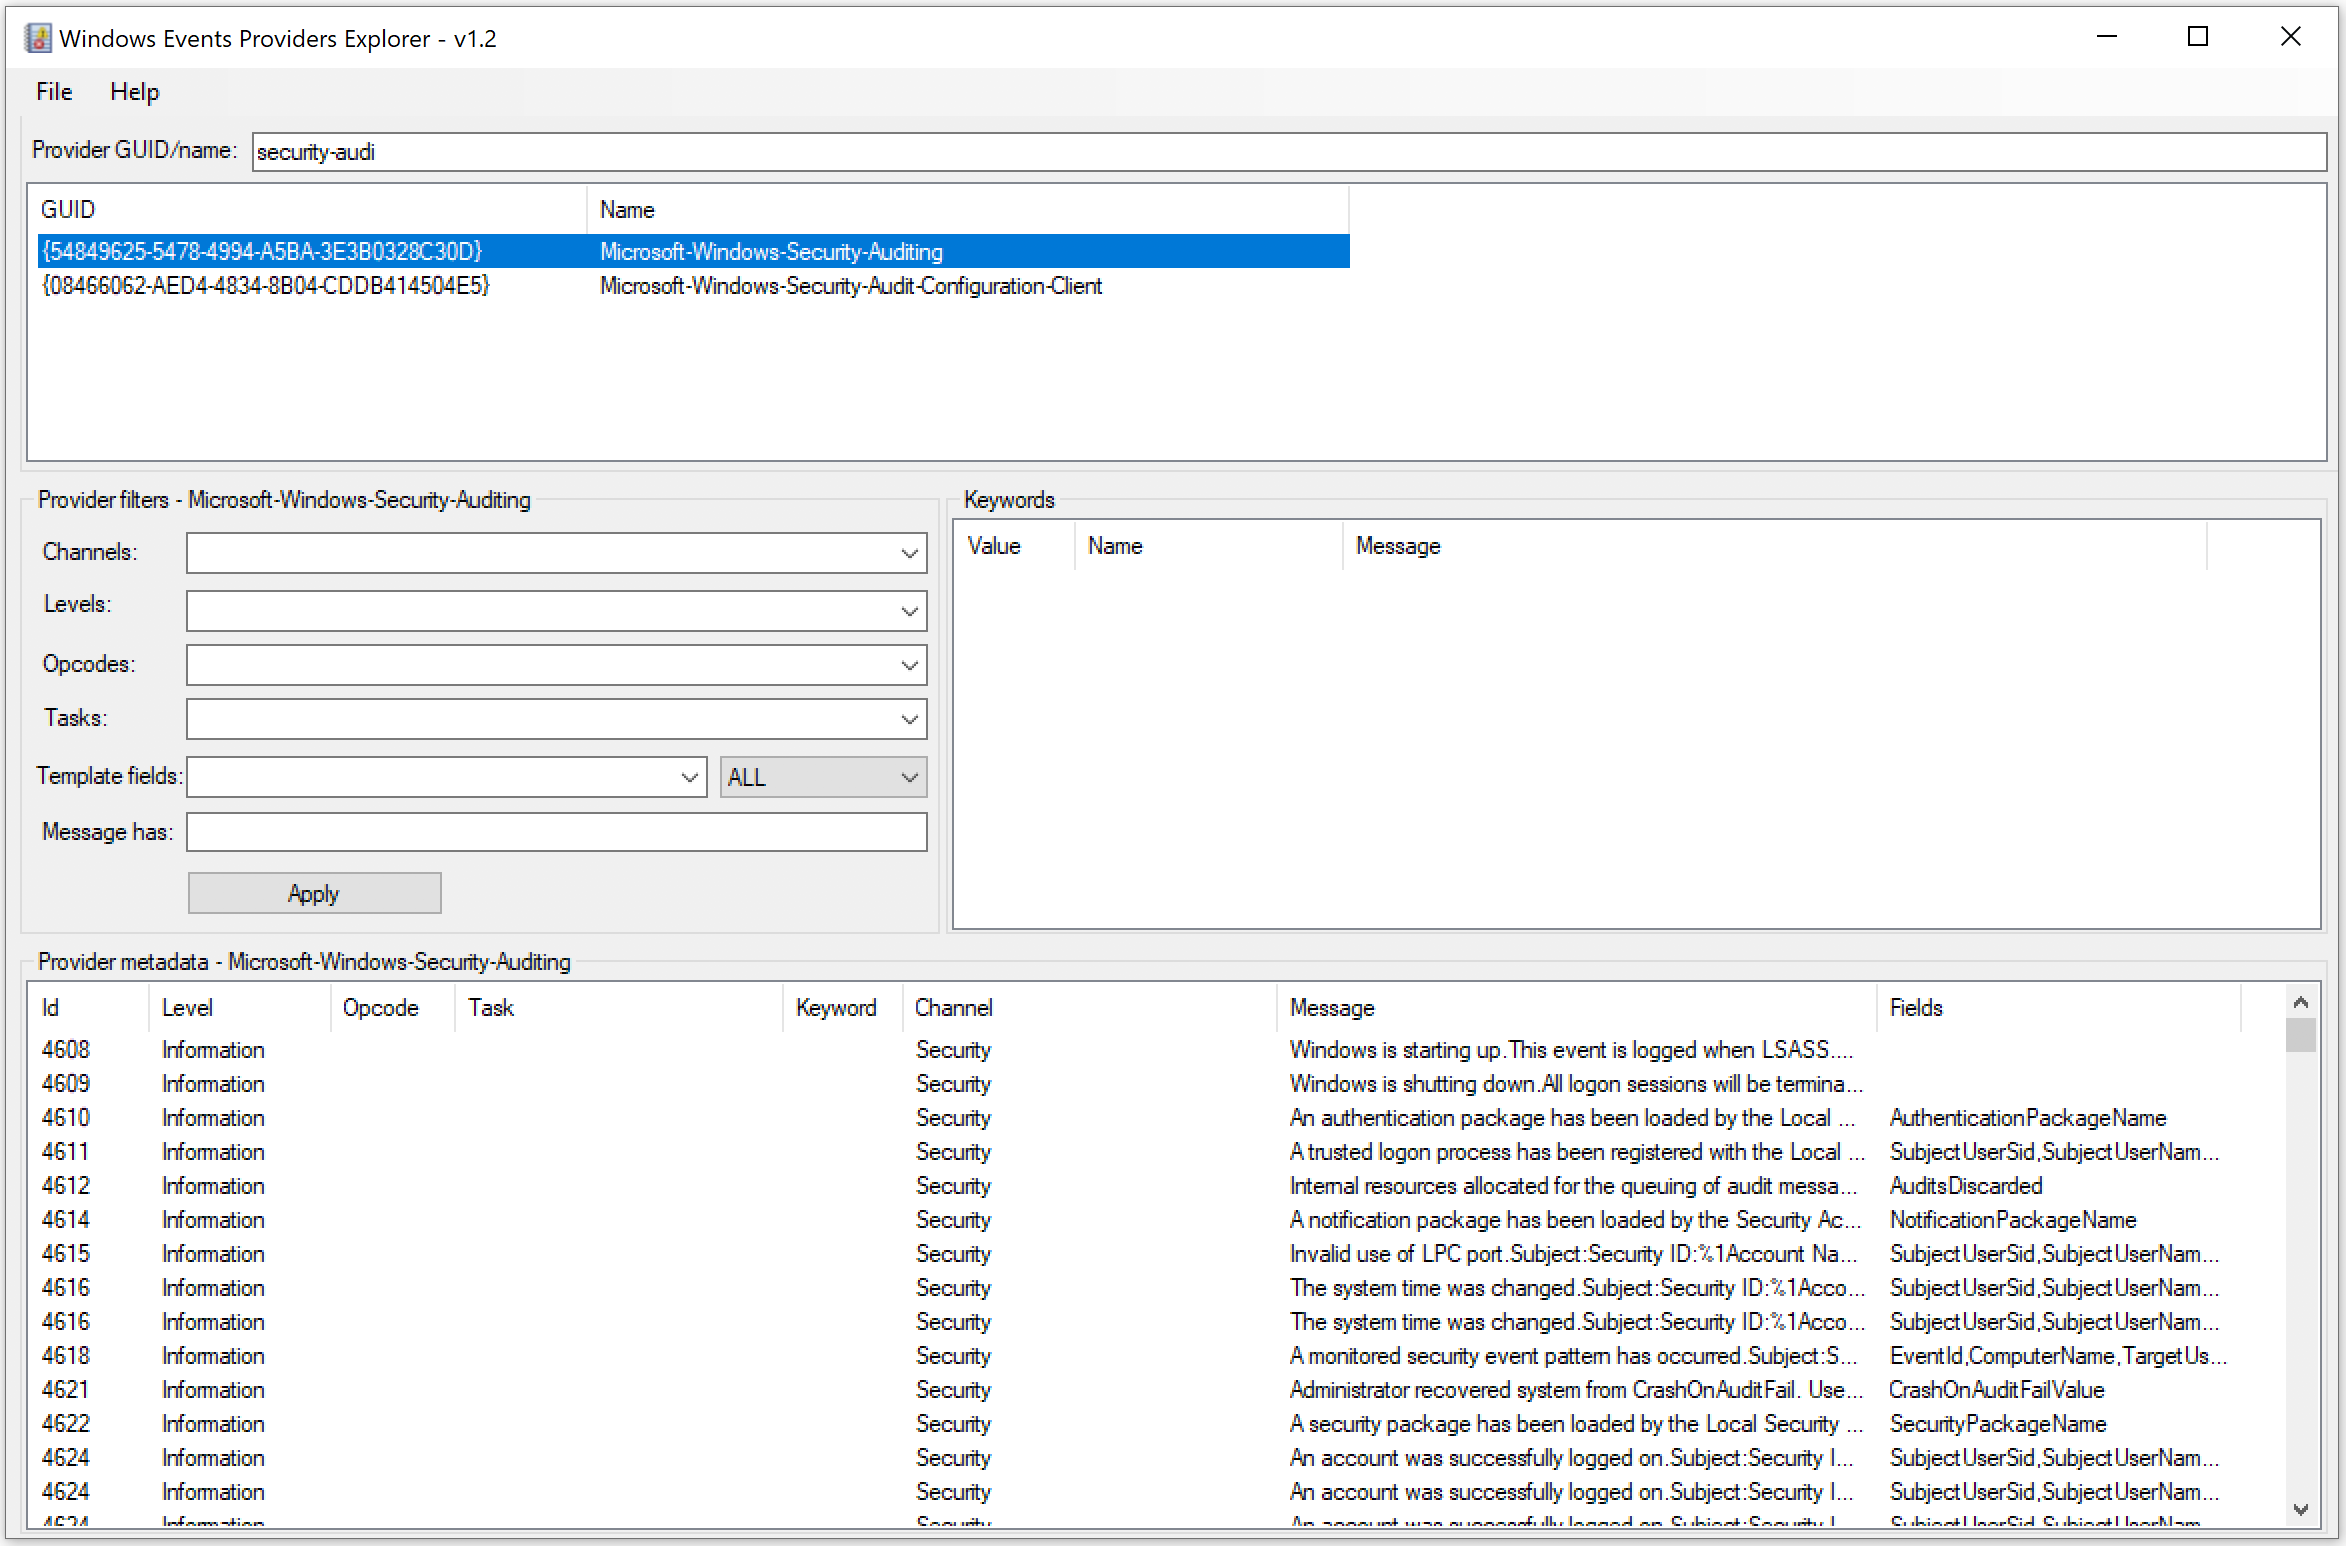 Windows Events Providers Explorer - v1.2
File Help
Provider GUID/name: security-audi
GUID Name
{54849625-5478-4994-A5BA-3E3B0328C30D} Microsoft-Windows-Security-Auditing
{08466062-AED4-4834-8B04-CDDB414504E5} Microsoft-Windows-Security-Audit-Configuration-Client
Provider filters - Microsoft-Windows-Security-Auditing
Channels:
Levels:
Opcodes:
Tasks:
Template fields: ALL
Message has:
Apply
Keywords
Value Name Message
Provider metadata - Microsoft-Windows-Security-Auditing
Id Level Opcode Task Keyword Channel Message Fields
4608 Information Security Windows is starting up.This event is logged when LSASS....
4609 Information Security Windows is shutting down.All logon sessions will be termina...
4610 Information Security An authentication package has been loaded by the Local ... AuthenticationPackageName
4611 Information Security A trusted logon process has been registered with the Local ... SubjectUserSid,SubjectUserNam...
4612 Information Security Internal resources allocated for the queuing of audit messa... AuditsDiscarded
4614 Information Security A notification package has been loaded by the Security Ac... NotificationPackageName
4615 Information Security Invalid use of LPC port.Subject:Security ID:%1Account Na... SubjectUserSid,SubjectUserNam...
4616 Information Security The system time was changed.Subject:Security ID:%1Acco... SubjectUserSid,SubjectUserNam...
4616 Information Security The system time was changed.Subject:Security ID:%1Acco... SubjectUserSid,SubjectUserNam...
4618 Information Security A monitored security event pattern has occurred.Subject:S... EventId,ComputerName,TargetUs...
4621 Information Security Administrator recovered system from CrashOnAuditFail. Use... CrashOnAuditFailValue
4622 Information Security A security package has been loaded by the Local Security ... SecurityPackageName
4624 Information Security An account was successfully logged on.Subject:Security I... SubjectUserSid,SubjectUserNam...
4624 Information Security An account was successfully logged on.Subject:Security I... SubjectUserSid,SubjectUserNam...
4624 Information Security An account was successfully logged on.Subject:Security I... SubjectUserSid,SubjectUserNam...